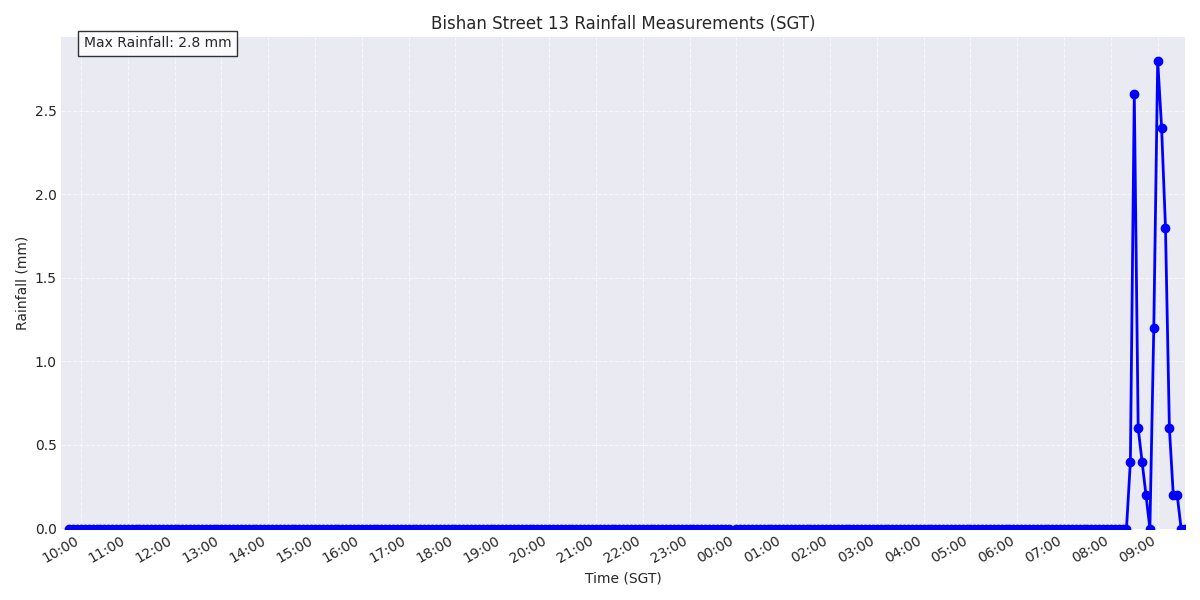 Bishan Street 13 Rainfall Measurements (SGT)
Max Rainfall: 2.8 mm
Rainfall (mm)
2.5
2.0
1.5
1.0
0.5
0.0
10:00 11:00 12:00 13:00 14:00 15:00 16:00 17:00 18:00 19:00 20:00 21:00 22:00 23:00 00:00 01:00 02:00 03:00 04:00 05:00 06:00 07:00 08:00 09:00
Time (SGT)